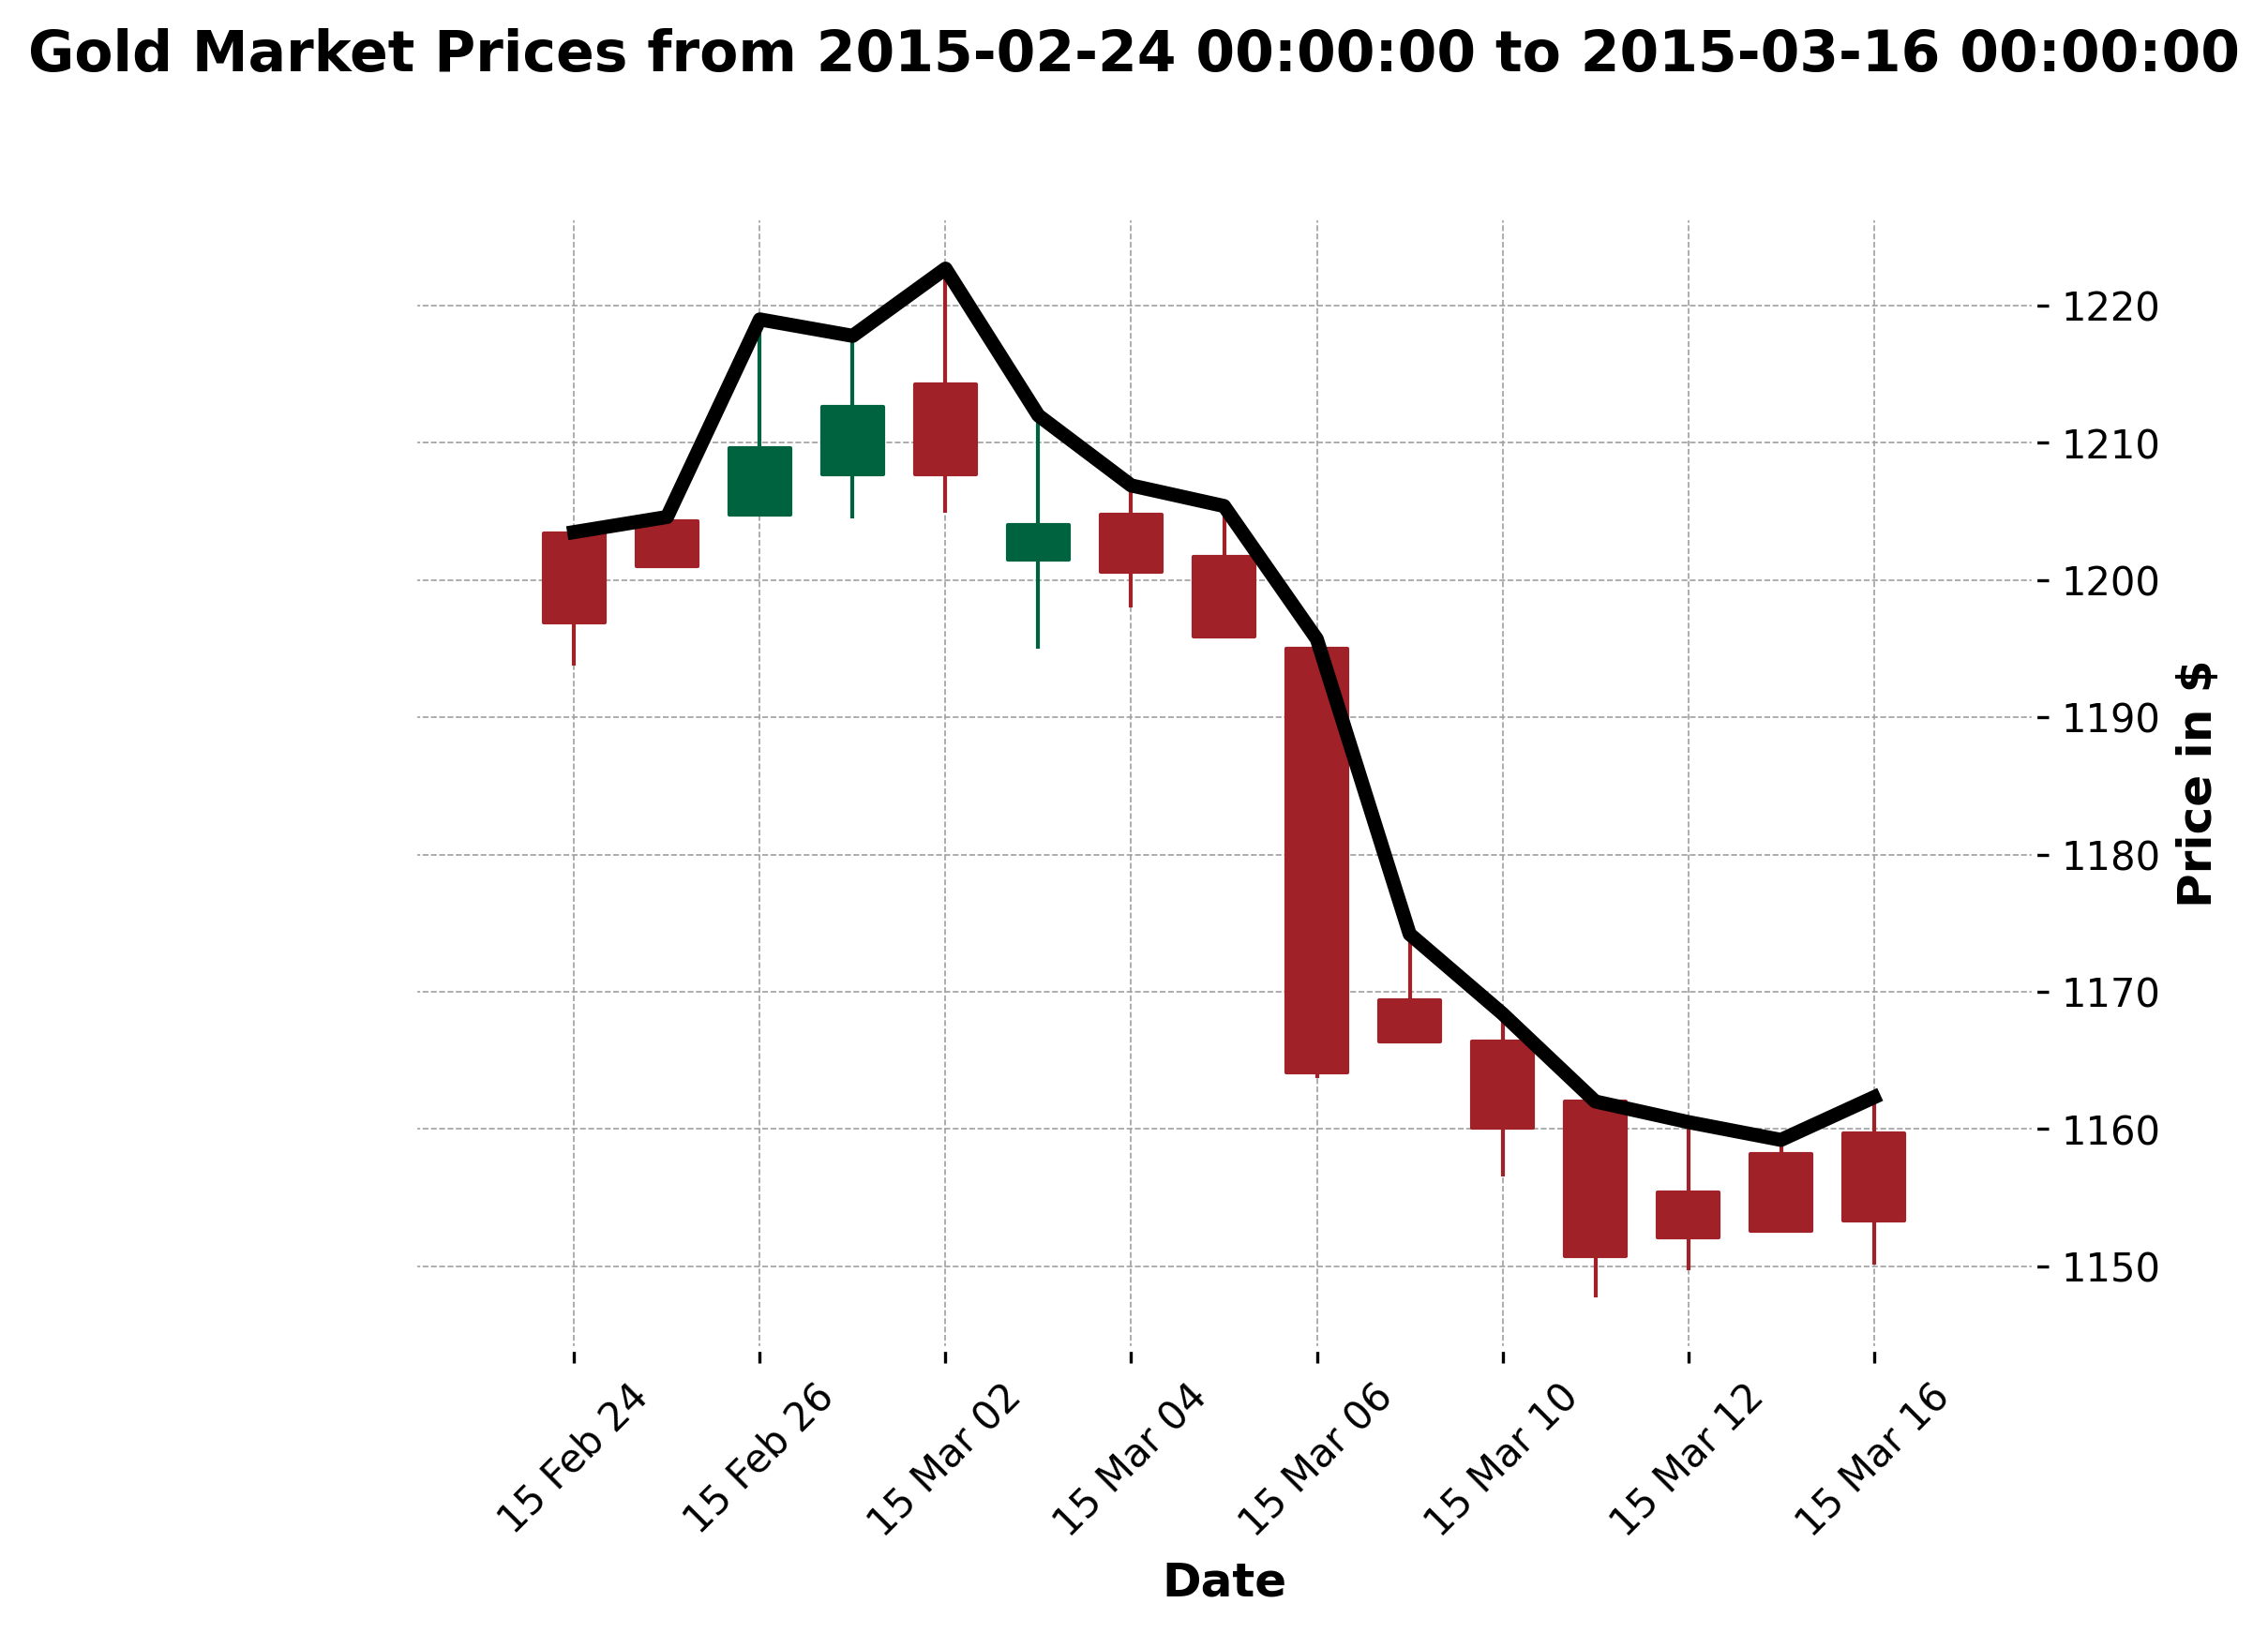 Gold Market Prices from 2015-02-24 00:00:00 to 2015-03-16 00:00:00
1220
1210
1200
1190
1180
1170
1160
1150
Price in $
15 Feb 24
15 Feb 26
15 Mar 02
15 Mar 04
15 Mar 06
15 Mar 10
15 Mar 12
15 Mar 16
Date